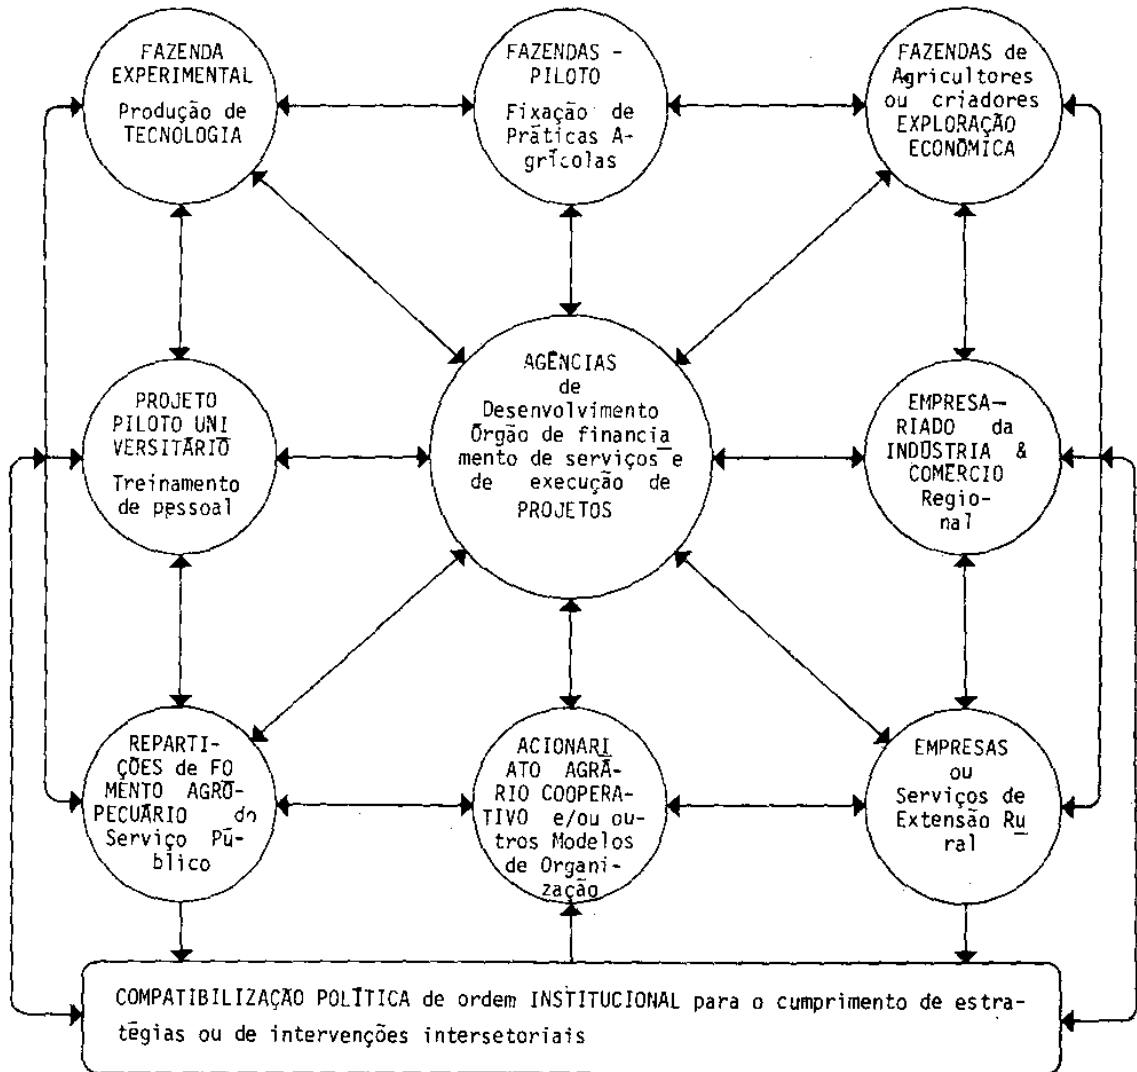 FAZENDA
EXPERIMENTAL
Produção de
TECNOLOGIA
FAZENDAS -
PILOTO
Fixação de
Práticas A-
grícolas
FAZENDAS de
Agricultores
ou criadores
EXPLORAÇÃO
ECONÔMICA
PROJETO
PILOTO UNI
VERSITÁRIO
Treinamento
de pessoal
AGÊNCIAS
de
Desenvolvimento
Órgão de financia
mento de serviços e
de execução de
PROJETOS
EMPRESA-
RIADO da
INDÚSTRIA &
COMÉRCIO
Regio-
nal
REPARTI-
ÇÕES de FO
MENTO AGRO-
PECUÁRIO do
Serviço Pú-
blico
ACIONARI
ATO AGRÁ-
RIO COOPERA-
TIVO e/ou ou-
tros Modelos
de Organi-
zação
EMPRESAS
ou
Serviços de
Extensão Ru
ral
COMPATIBILIZAÇÃO POLÍTICA de ordem INSTITUCIONAL para o cumprimento de estra-
tégias ou de intervenções intersetoriais